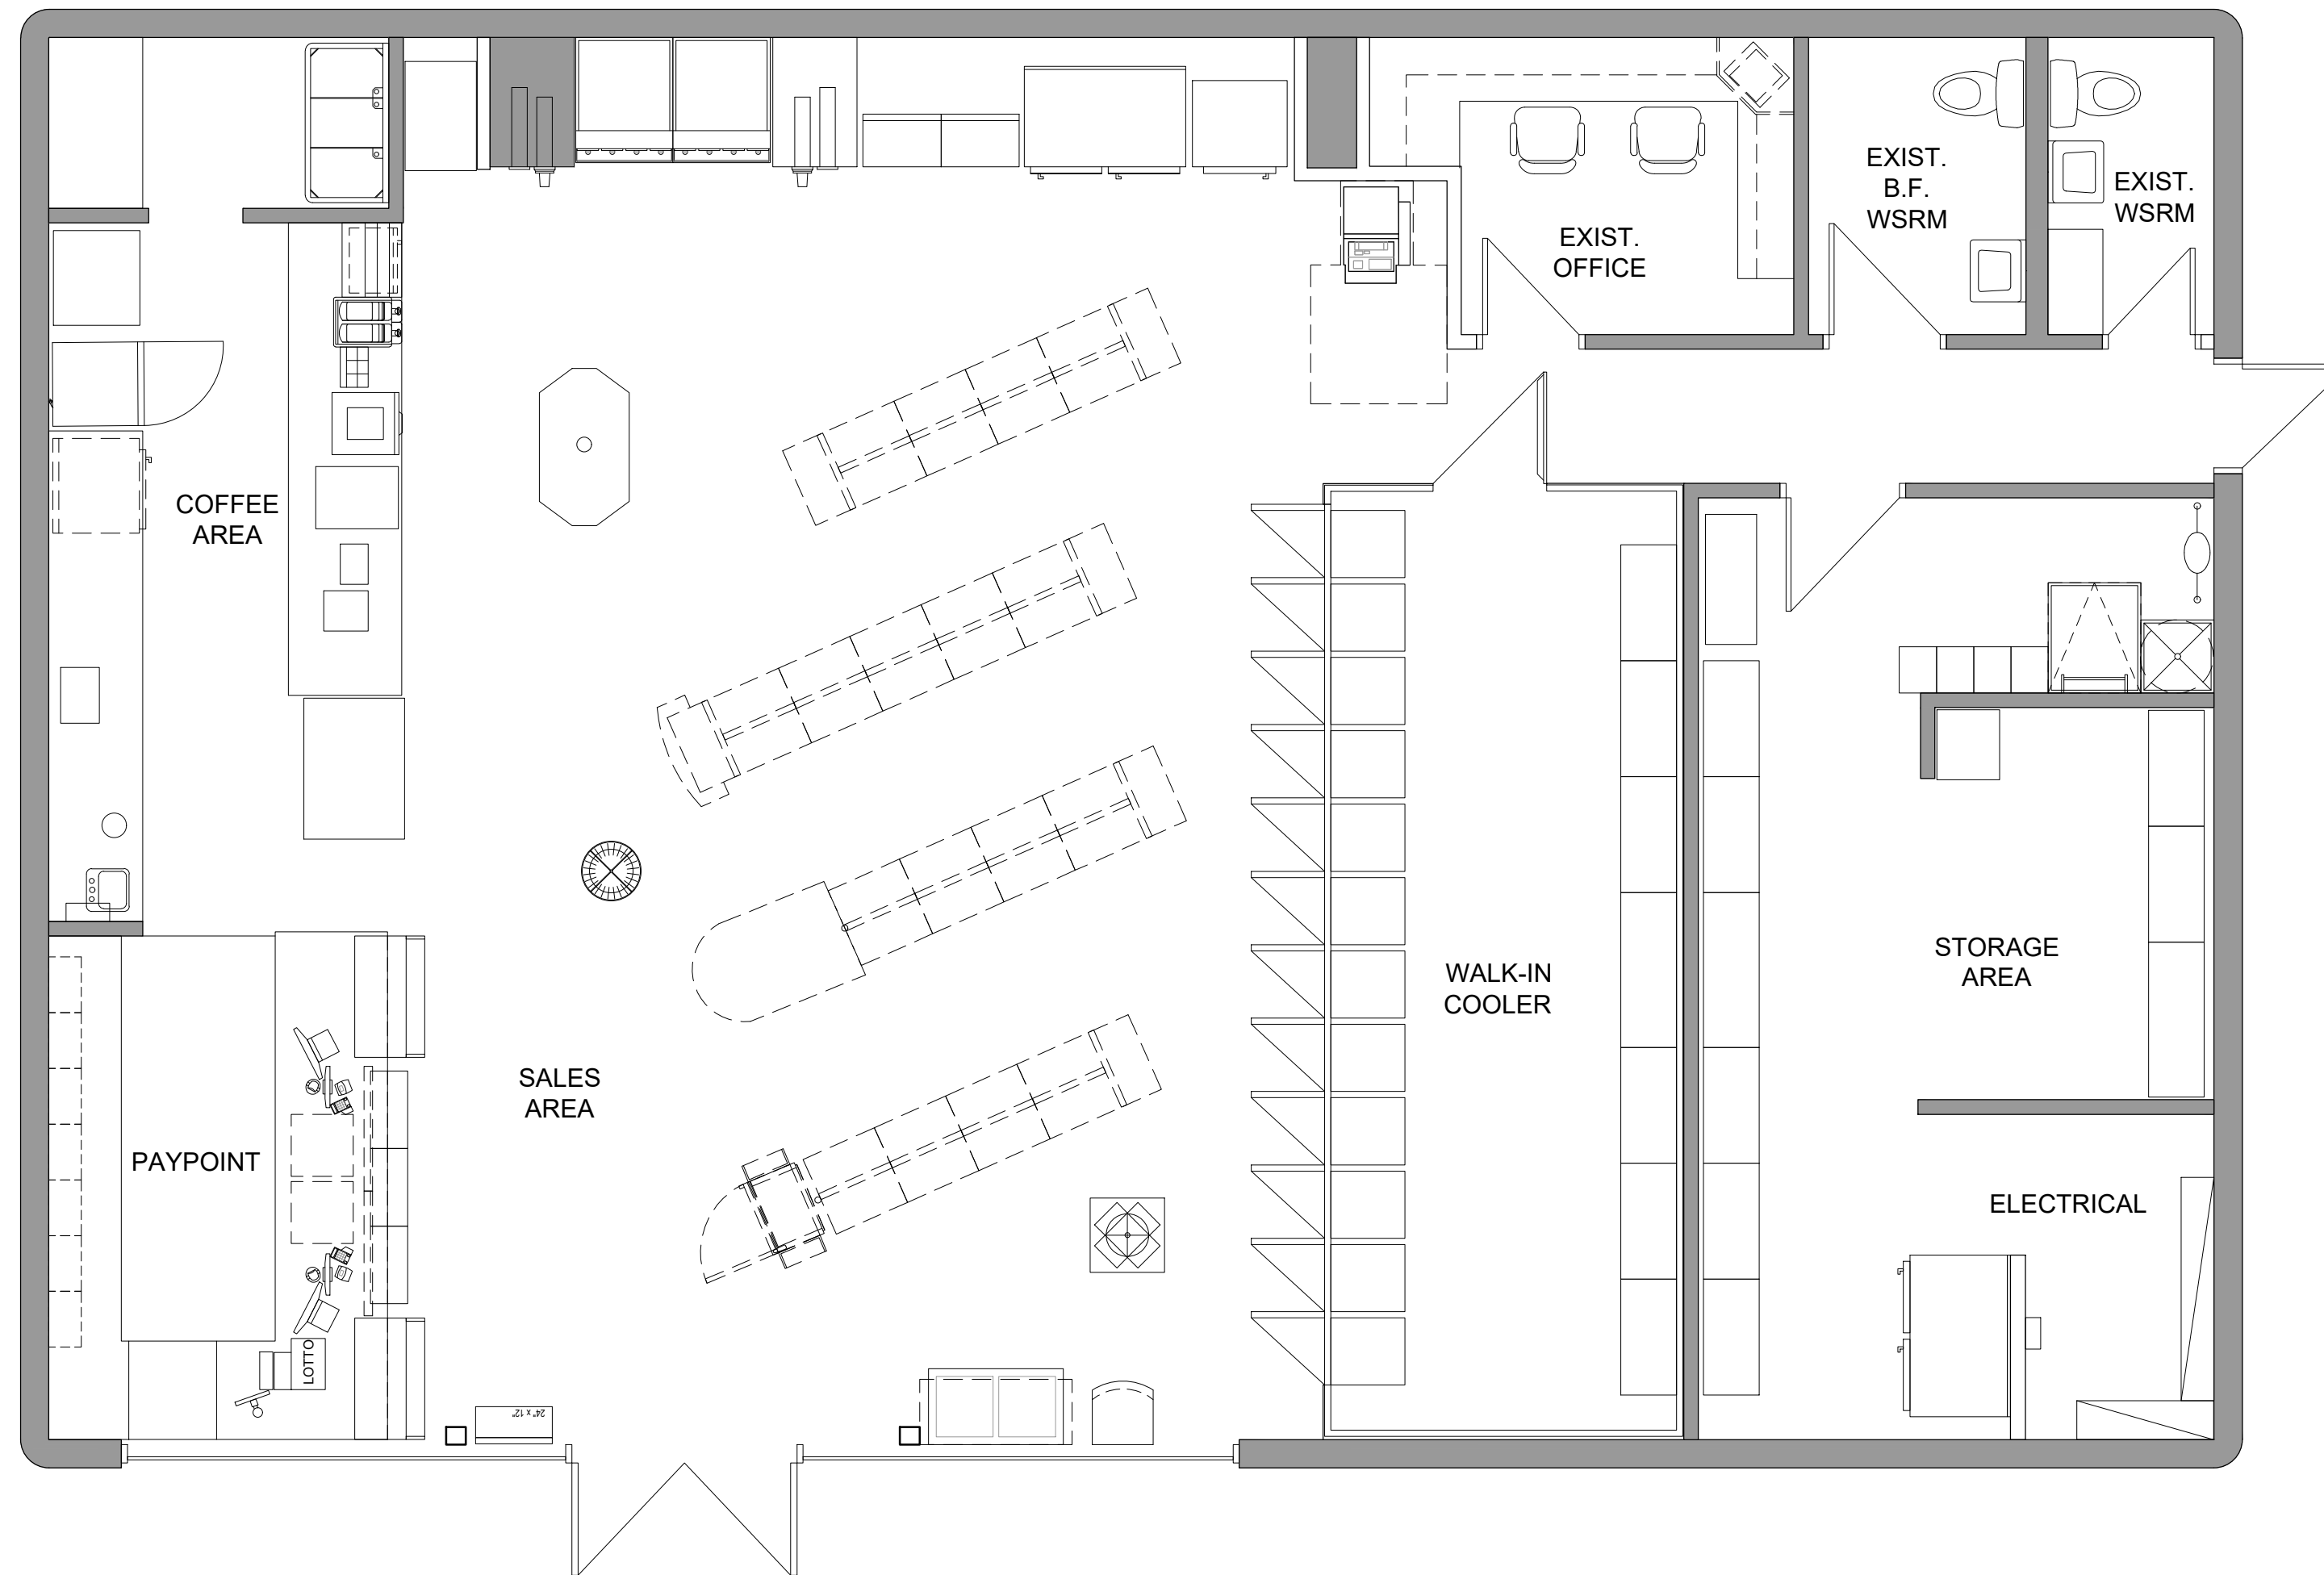 EXIST.
B.F.
WSRM
EXIST.
WSRM
EXIST.
OFFICE
COFFEE
AREA
WALK-IN
COOLER
STORAGE
AREA
SALES
AREA
PAYPOINT
ELECTRICAL
LOTTO
24" x 12"